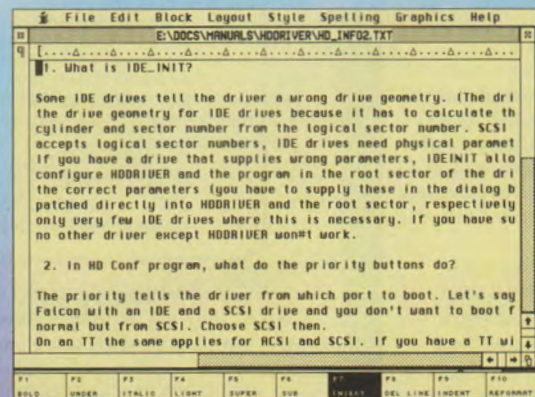 File Edit Block Layout Style Spelling Graphics Help
E:\DOCS\MANUALS\HDDRIVER\HD_INFO2.TXT
1. What is IDE_INIT?
Some IDE drives tell the driver a wrong drive geometry. (The dri
the drive geometry for IDE drives because it has to calculate th
cylinder and sector number from the logical sector number. SCSI
accepts logical sector numbers, IDE drives need physical paramet
If you have a drive that supplies wrong parameters, IDEINIT allo
configure HDDRIVER and the program in the root sector of the dri
the correct parameters (you have to supply these in the dialog b
patched directly into HDDRIVER and the root sector, respectively
only very few IDE drives where this is necessary. If you have su
no other driver except HDDRIVER won#t work.
2. In HD Conf program, what do the priority buttons do?
The priority tells the driver from which port to boot. Let's say
Falcon with an IDE and a SCSI drive and you don't want to boot f
normal but from SCSI. Choose SCSI then.
On an TT the same applies for ACSI and SCSI. If you have a TT wi
F1 F2 F3 F4 F5 F6 F7 F8 F9 F10
BOLD UNDER ITALIC LIGHT SUPER SUB INSERT DEL LINE INDENT REFORMAT